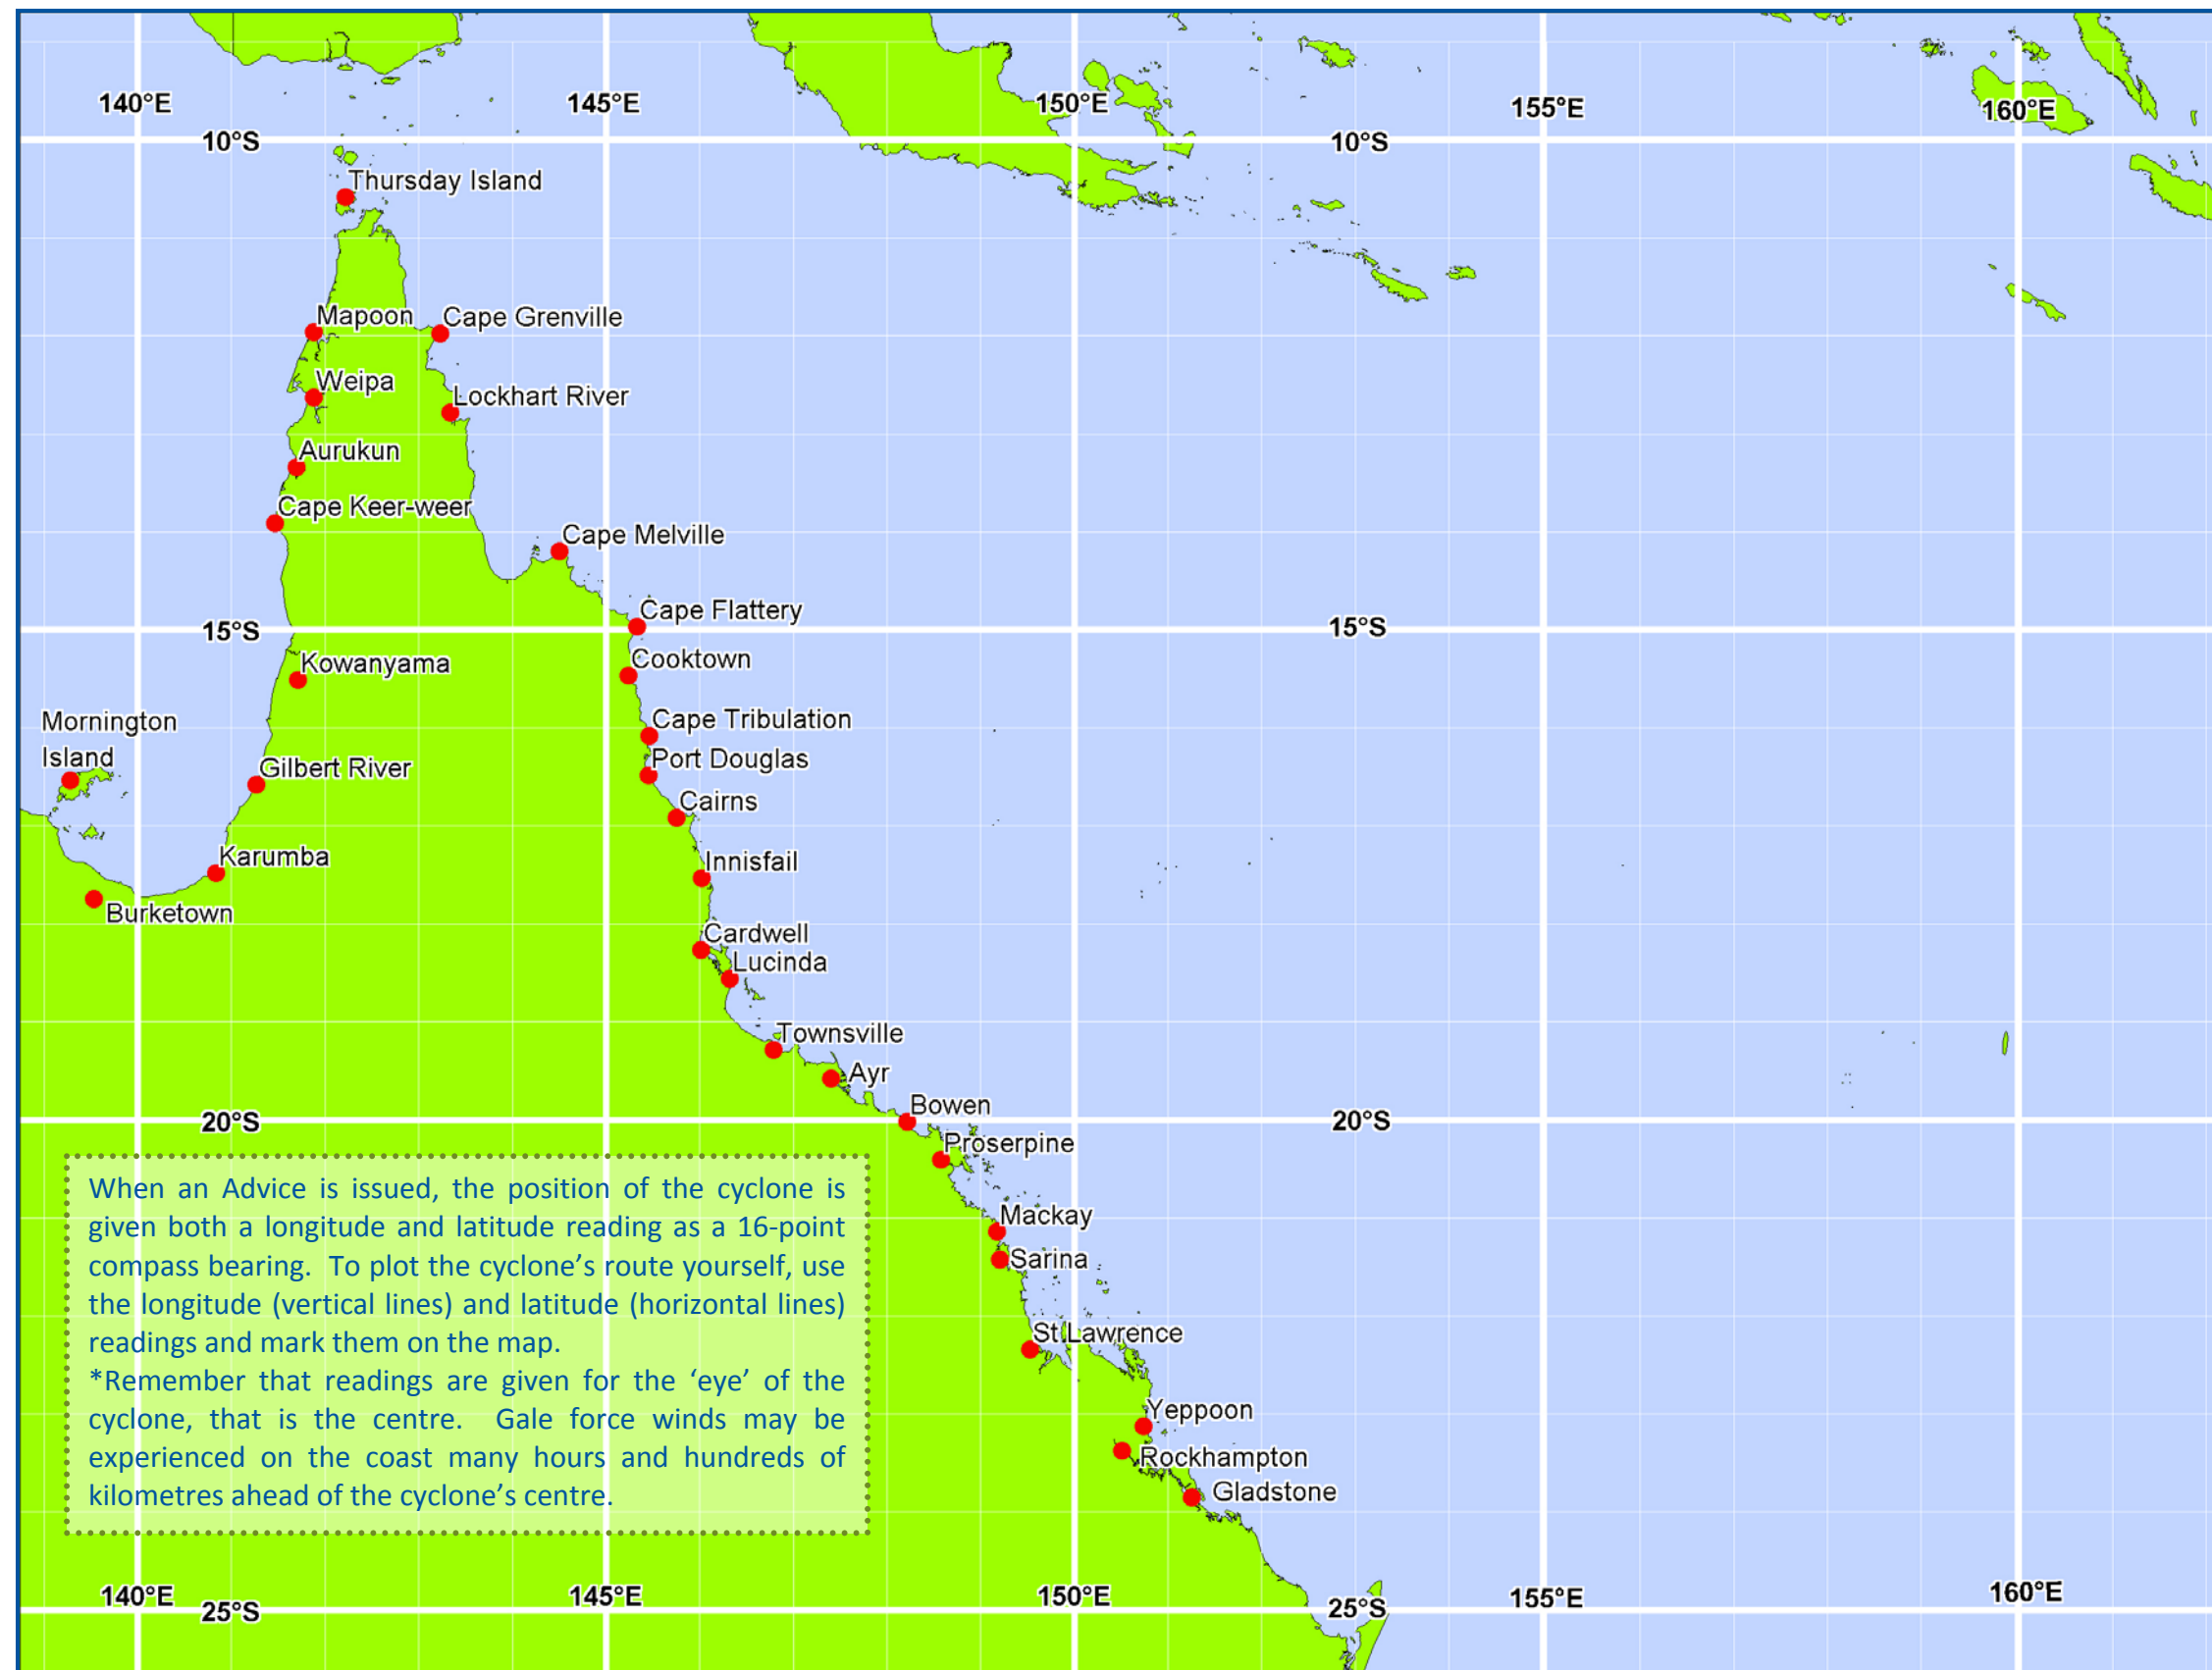 140°E
145°E
150°E
155°E
160°E
10°S
10°S
Thursday Island
Mapoon
Cape Grenville
Weipa
Lockhart River
Aurukun
Cape Keer-weer
Cape Melville
Cape Flattery
15°S
15°S
Cooktown
Kowanyama
Cape Tribulation
Mornington
Island
Port Douglas
Gilbert River
Cairns
Karumba
Innisfail
Burketown
Cardwell
Lucinda
Townsville
Ayr
Bowen
20°S
20°S
Proserpine
When an Advice is issued, the position of the cyclone is
given both a longitude and latitude reading as a 16-point
compass bearing. To plot the cyclone’s route yourself, use
the longitude (vertical lines) and latitude (horizontal lines)
readings and mark them on the map.
*Remember that readings are given for the ‘eye’ of the
cyclone, that is the centre. Gale force winds may be
experienced on the coast many hours and hundreds of
kilometres ahead of the cyclone’s centre.
Mackay
Sarina
St Lawrence
Yeppoon
Rockhampton
Gladstone
140°E
145°E
150°E
155°E
160°E
25°S
25°S